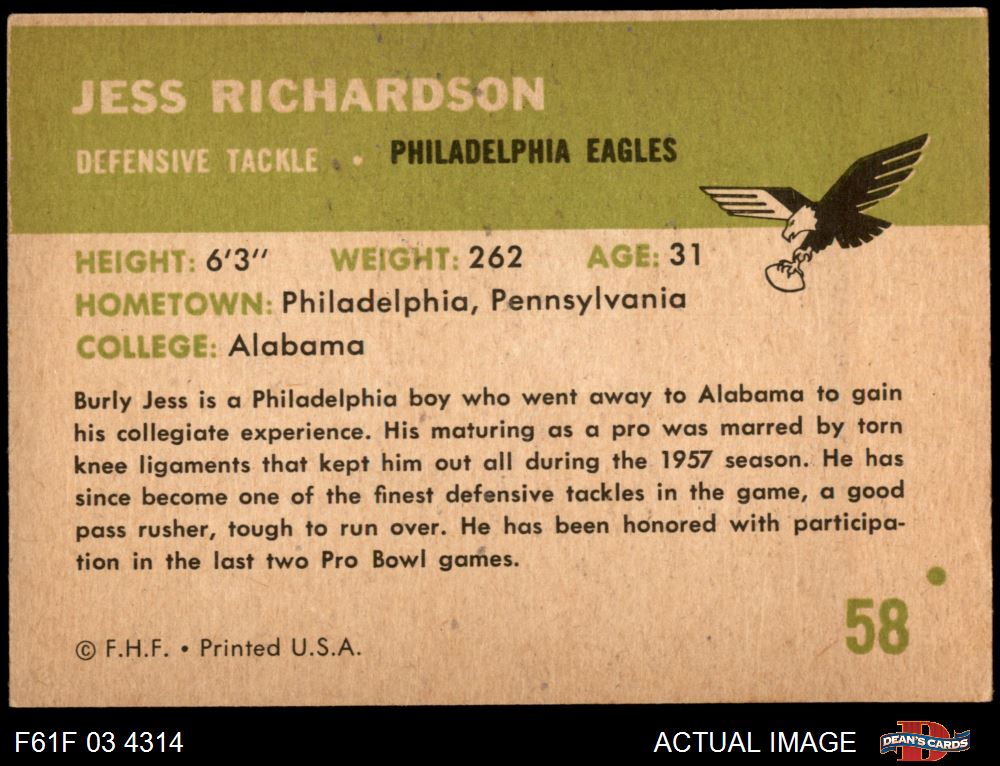 JESS RICHARDSON
DEFENSIVE TACKLE • PHILADELPHIA EAGLES
HEIGHT: 6'3" WEIGHT: 262 AGE: 31
HOMETOWN: Philadelphia, Pennsylvania
COLLEGE: Alabama
Burly Jess is a Philadelphia boy who went away to Alabama to gain
his collegiate experience. His maturing as a pro was marred by torn
knee ligaments that kept him out all during the 1957 season. He has
since become one of the finest defensive tackles in the game, a good
pass rusher, tough to run over. He has been honored with participa-
tion in the last two Pro Bowl games.
58
© F.H.F. • Printed U.S.A.
F61F 03 4314
ACTUAL IMAGE
D
DEAN'S CARDS